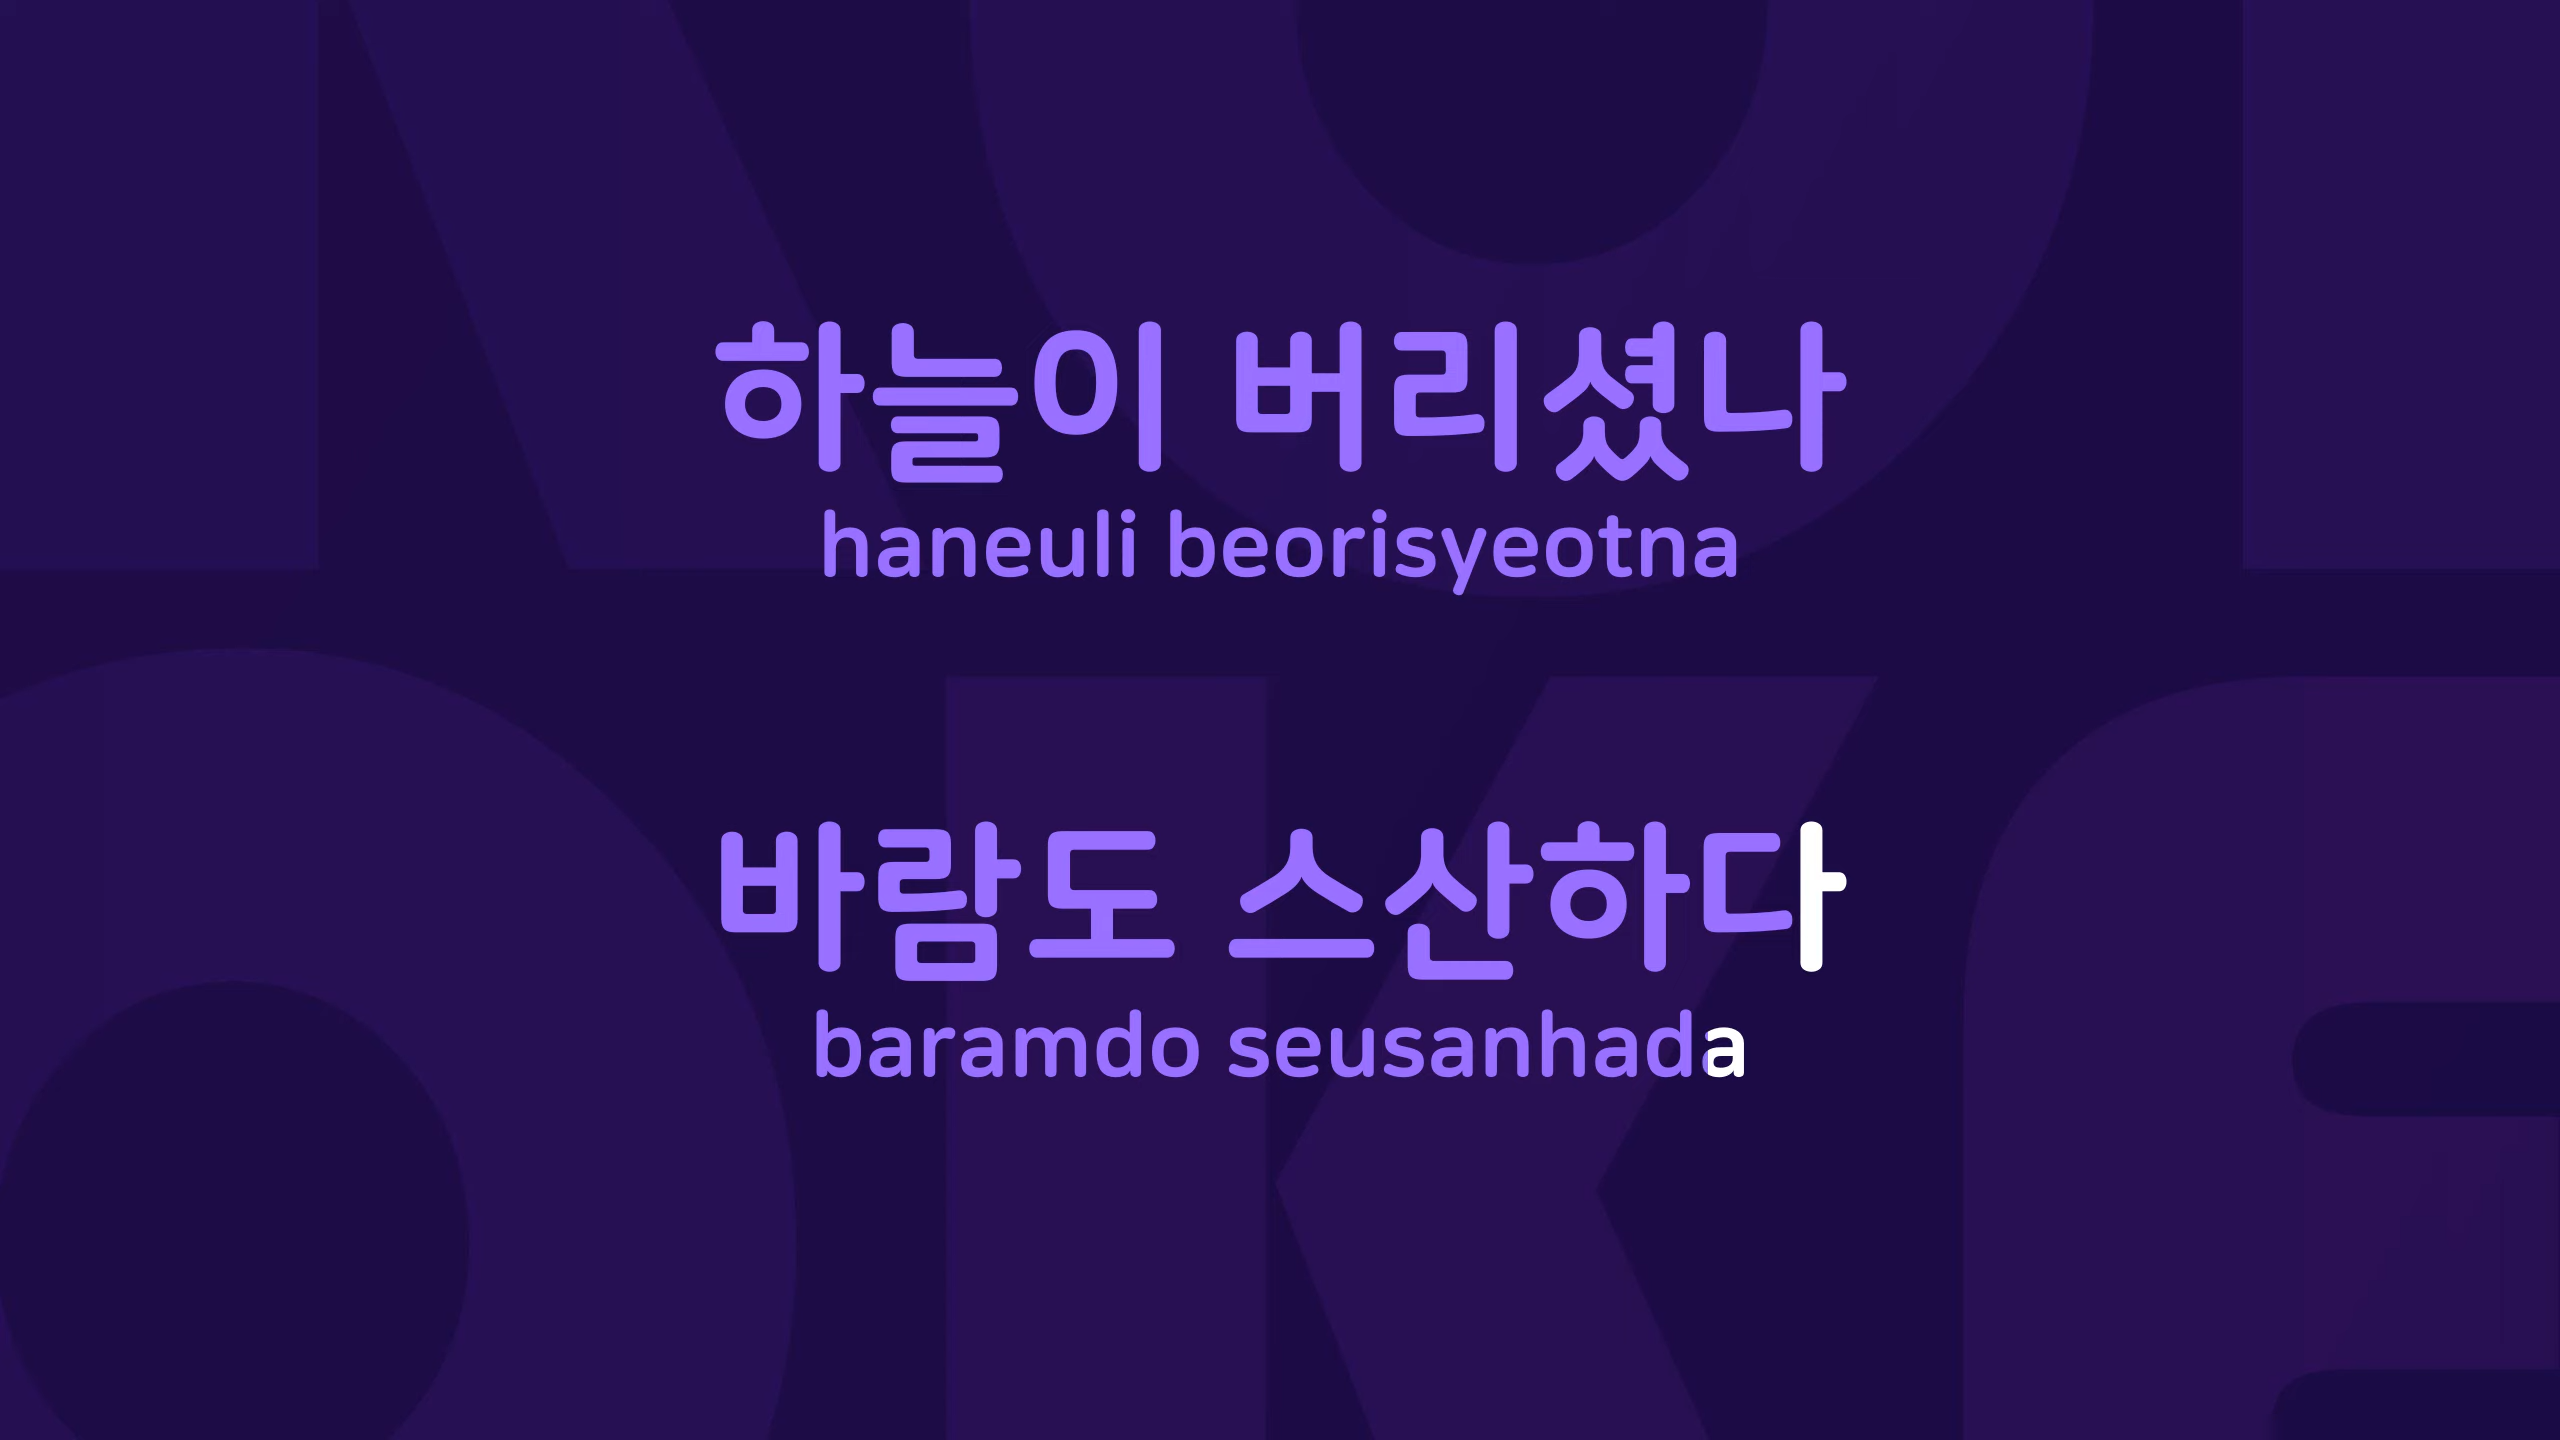 하늘이 버리셨나
haneuli beorisyeotna
바람도 스산하다
baramdo seusanhada